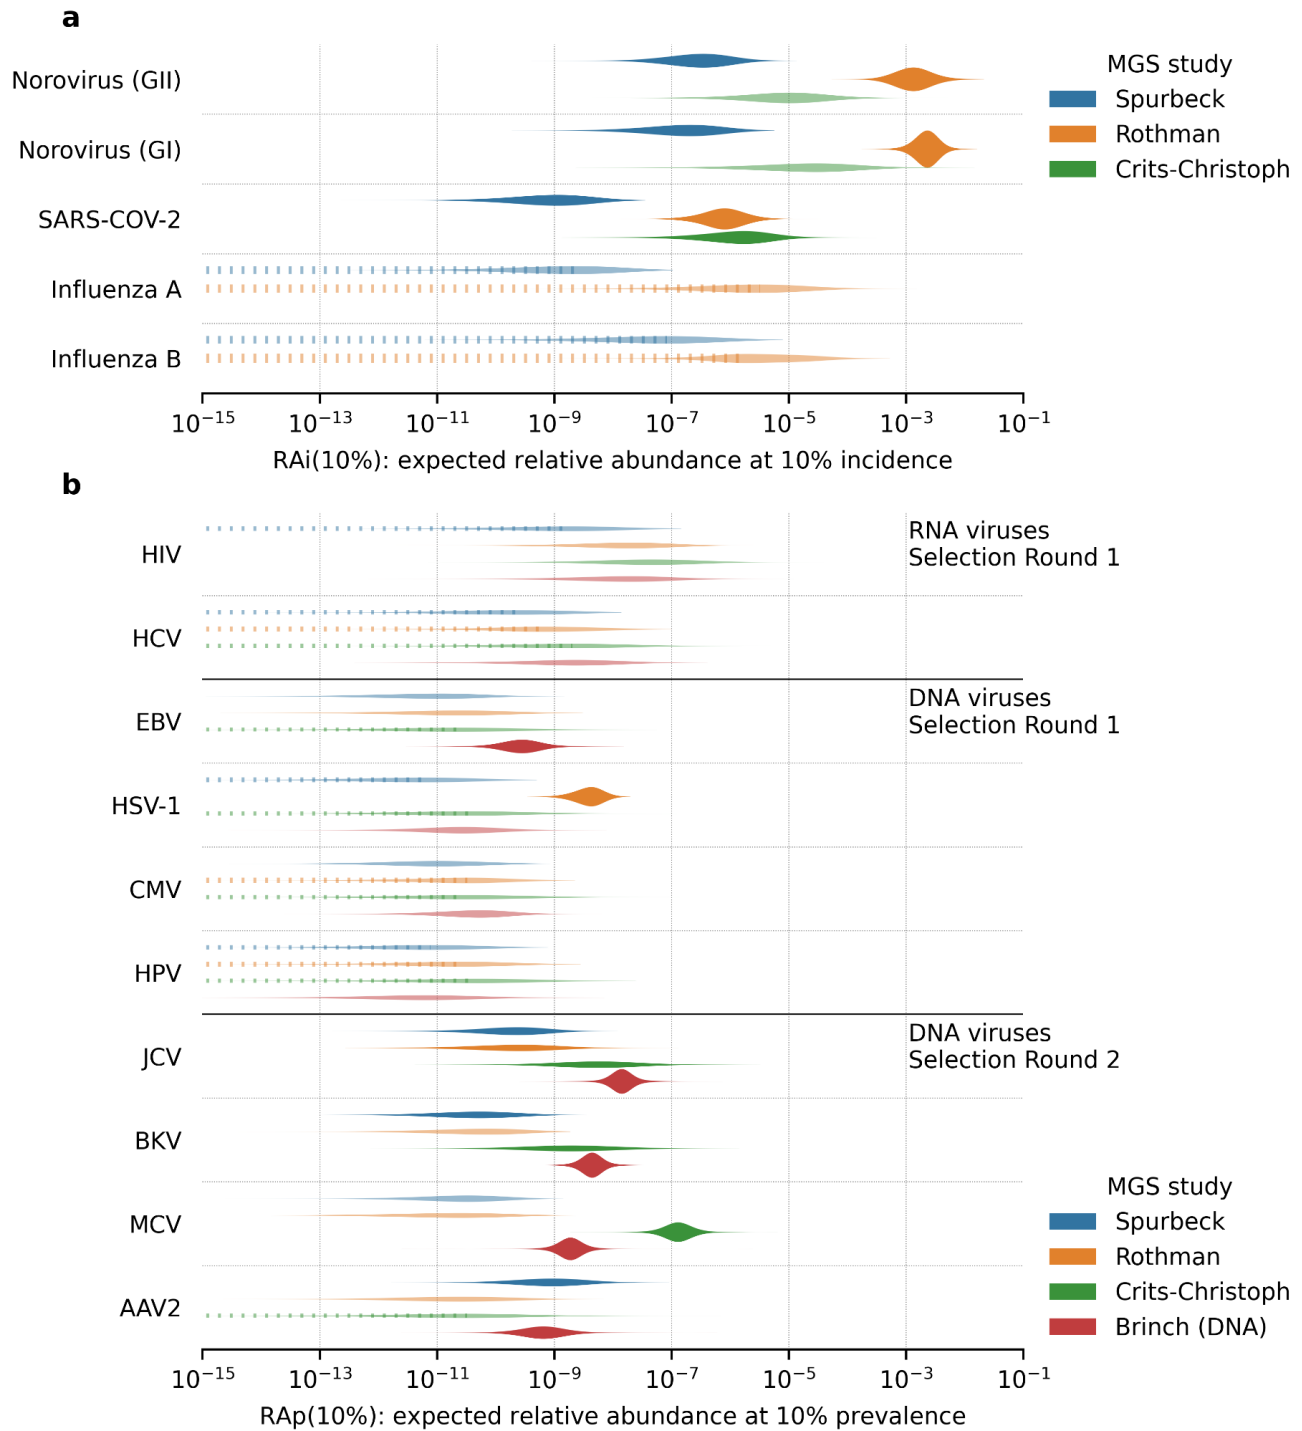 a
Norovirus (GII)
Norovirus (GI)
SARS-COV-2
Influenza A
Influenza B
MGS study
Spurbeck
Rothman
Crits-Christoph
10⁻¹⁵ 10⁻¹³ 10⁻¹¹ 10⁻⁹ 10⁻⁷ 10⁻⁵ 10⁻³ 10⁻¹
RAi(10%): expected relative abundance at 10% incidence
b
RNA viruses
Selection Round 1
HIV
HCV
DNA viruses
Selection Round 1
EBV
HSV-1
CMV
HPV
DNA viruses
Selection Round 2
JCV
BKV
MCV
AAV2
MGS study
Spurbeck
Rothman
Crits-Christoph
Brinch (DNA)
10⁻¹⁵ 10⁻¹³ 10⁻¹¹ 10⁻⁹ 10⁻⁷ 10⁻⁵ 10⁻³ 10⁻¹
RAp(10%): expected relative abundance at 10% prevalence